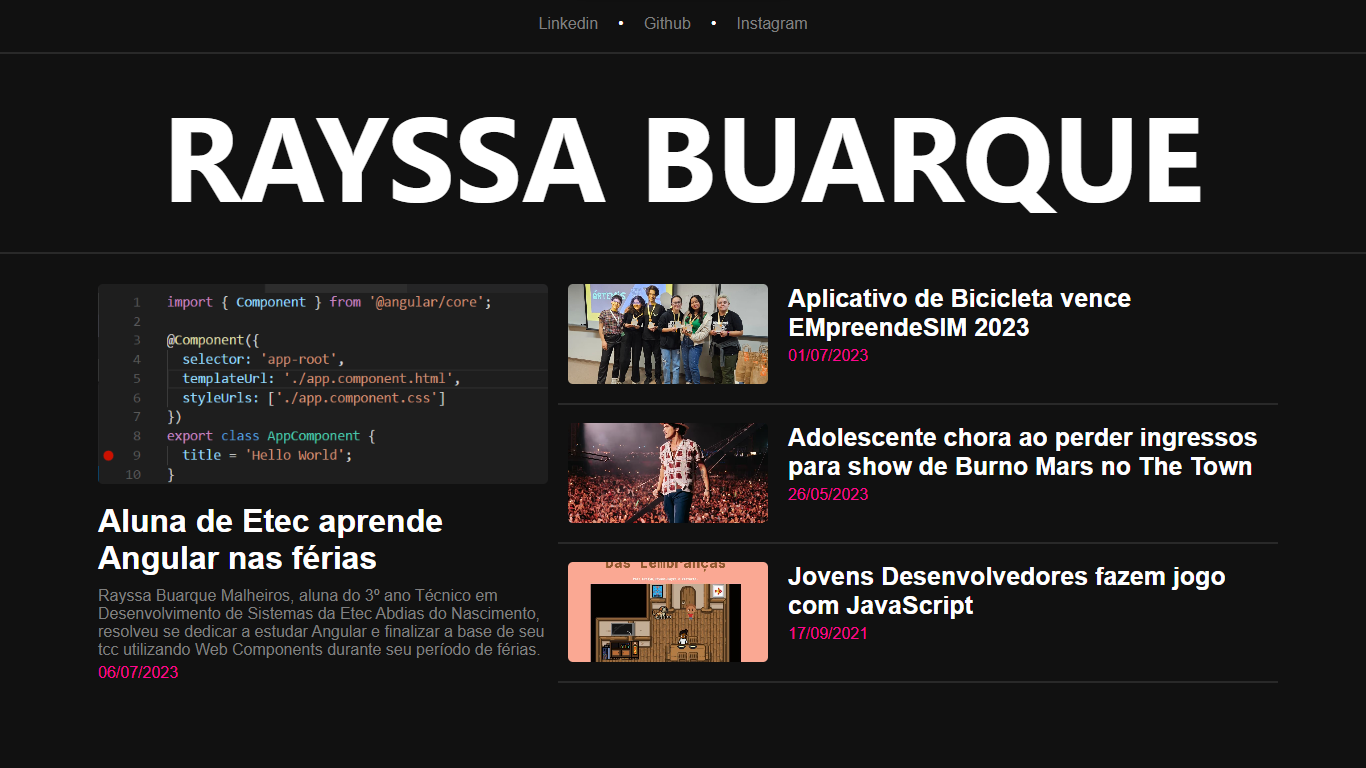 Linkedin • Github • Instagram
RAYSSA BUARQUE
1 import { Component } from '@angular/core';
2
3 @Component({
4 selector: 'app-root',
5 templateUrl: './app.component.html',
6 styleUrls: ['./app.component.css']
7 })
8 export class AppComponent {
9 title = 'Hello World';
10 }
Aluna de Etec aprende
Angular nas férias
Rayssa Buarque Malheiros, aluna do 3º ano Técnico em
Desenvolvimento de Sistemas da Etec Abdias do Nascimento,
resolveu se dedicar a estudar Angular e finalizar a base de seu
tcc utilizando Web Components durante seu período de férias.
06/07/2023
Aplicativo de Bicicleta vence
EMpreendeSIM 2023
01/07/2023
Adolescente chora ao perder ingressos
para show de Burno Mars no The Town
26/05/2023
Das Lembranças
Jovens Desenvolvedores fazem jogo
com JavaScript
17/09/2021